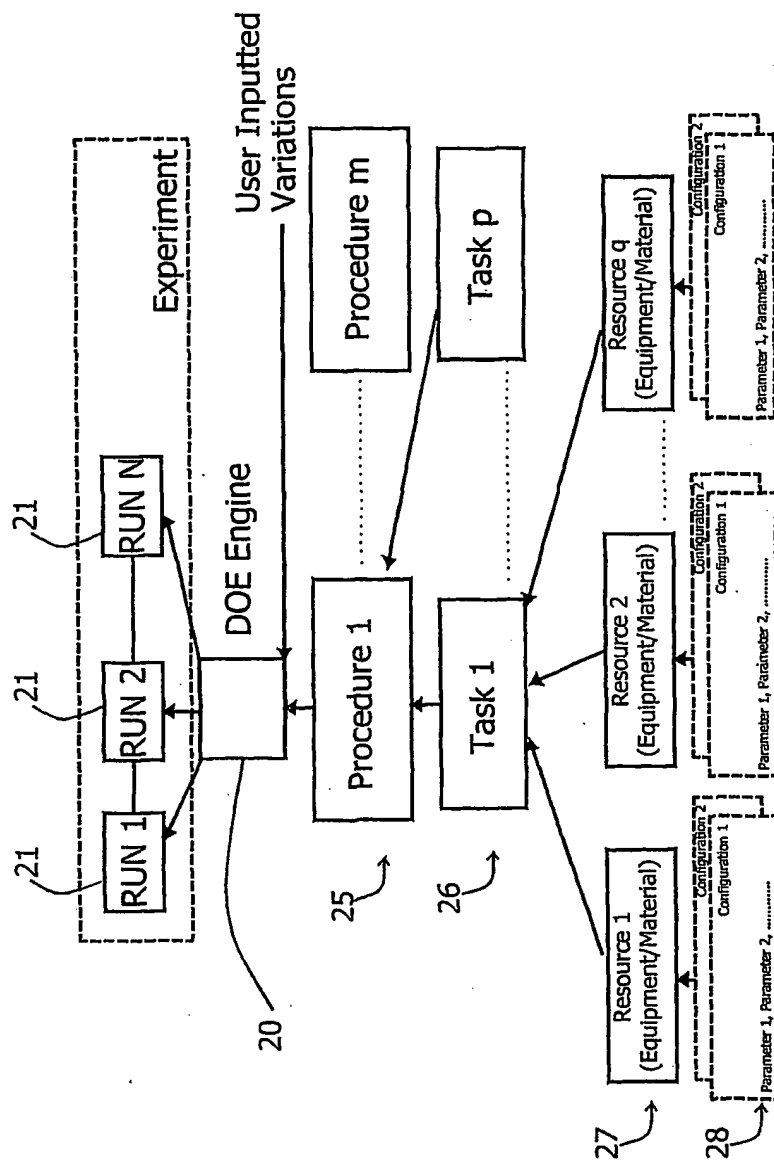 21
21
21
RUN 1
RUN 2
RUN N
Experiment
DOE Engine
User Inputted
Variations
20
25
Procedure 1
Procedure m
26
Task 1
Task p
27
Resource 1
(Equipment/Material)
Resource 2
(Equipment/Material)
Resource q
(Equipment/Material)
28
Configuration 2
Configuration 1
Parameter 1, Parameter 2, ............
Configuration 2
Configuration 1
Parameter 1, Parameter 2, ............
Configuration 2
Configuration 1
Parameter 1, Parameter 2, ............